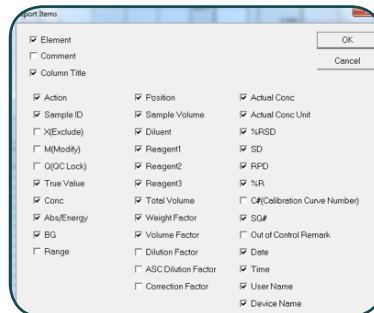 port Items
Element
Comment
Column Title
OK
Cancel
Action
Sample ID
X(Exclude)
M(Modify)
Q(QC Lock)
True Value
Conc
Abs/Energy
BG
Range
Position
Sample Volume
Diluent
Reagent1
Reagent2
Reagent3
Total Volume
Weight Factor
Volume Factor
Dilution Factor
ASC Dilution Factor
Correction Factor
Actual Conc
Actual Conc Unit
%RSD
SD
RPD
%R
C#(Calibration Curve Number)
SG#
Out of Control Remark
Date
Time
User Name
Device Name